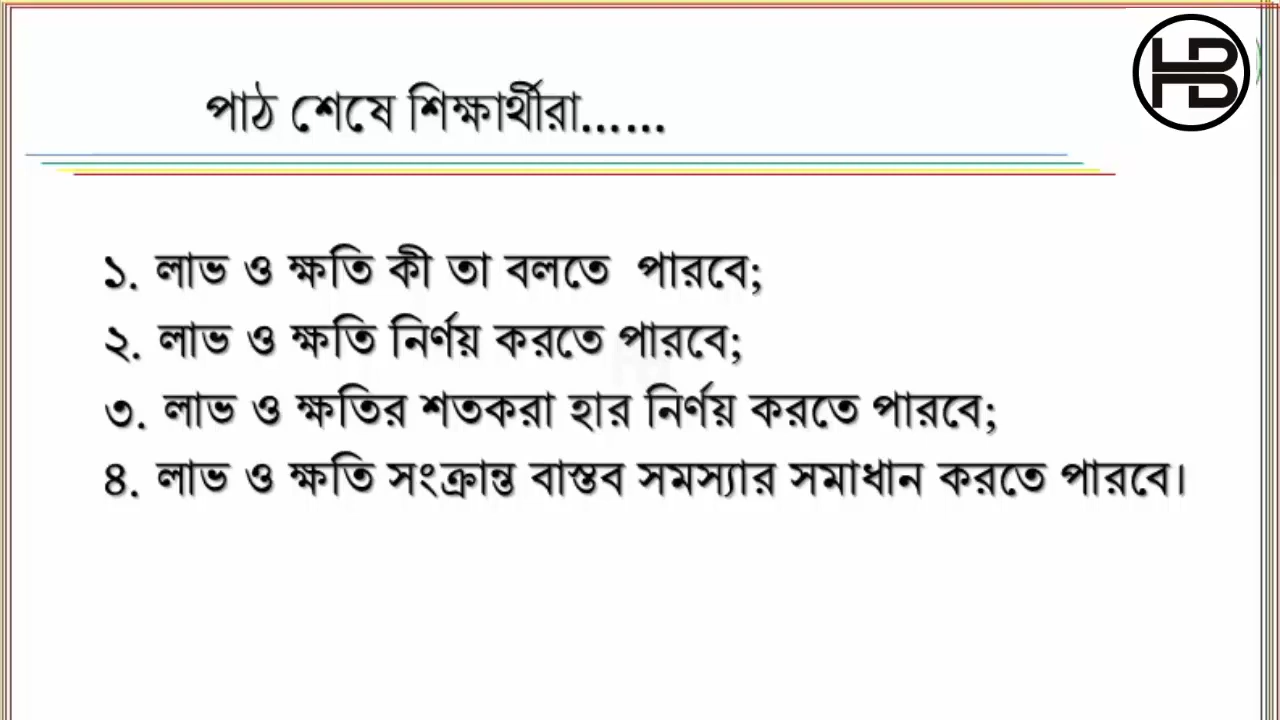 পাঠ শেষে শিক্ষার্থীরা......
১. লাভ ও ক্ষতি কী তা বলতে পারবে;
২. লাভ ও ক্ষতি নির্ণয় করতে পারবে;
৩. লাভ ও ক্ষতির শতকরা হার নির্ণয় করতে পারবে;
৪. লাভ ও ক্ষতি সংক্রান্ত বাস্তব সমস্যার সমাধান করতে পারবে।